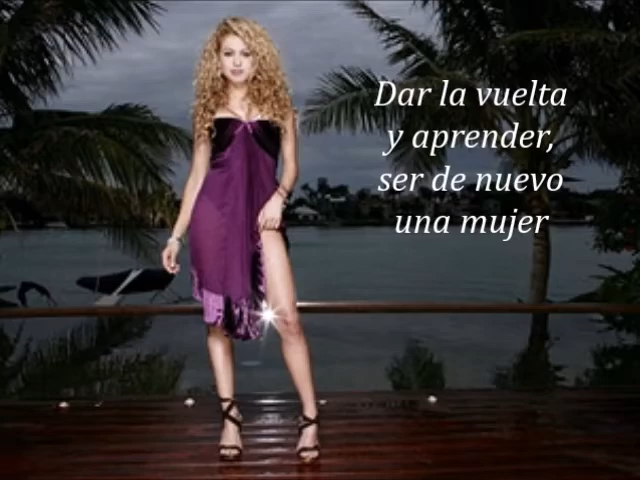 Dar la vuelta
y aprender,
ser de nuevo
una mujer